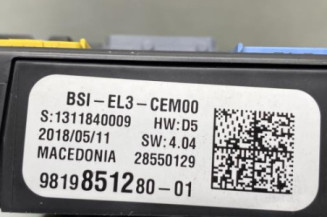 BSI-EL3-CEM00
S:1311840009 HW:D5
2018/05/11 SW:4.04
MACEDONIA 28550129
9819851280-01